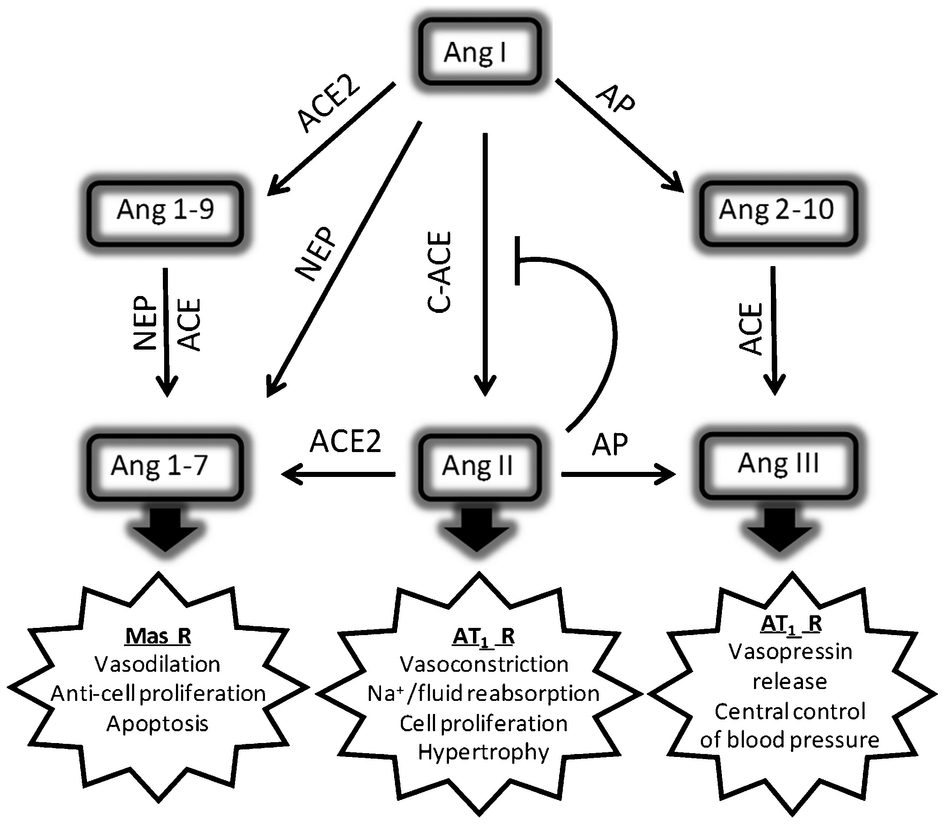 Ang I
ACE2
AP
Ang 1-9
Ang 2-10
NEP
C-ACE
NEP
ACE
ACE
Ang 1-7
ACE2
Ang II
AP
Ang III
Mas R
Vasodilation
Anti-cell proliferation
Apoptosis
AT₁ R
Vasoconstriction
Na⁺/fluid reabsorption
Cell proliferation
Hypertrophy
AT₁ R
Vasopressin
release
Central control
of blood pressure